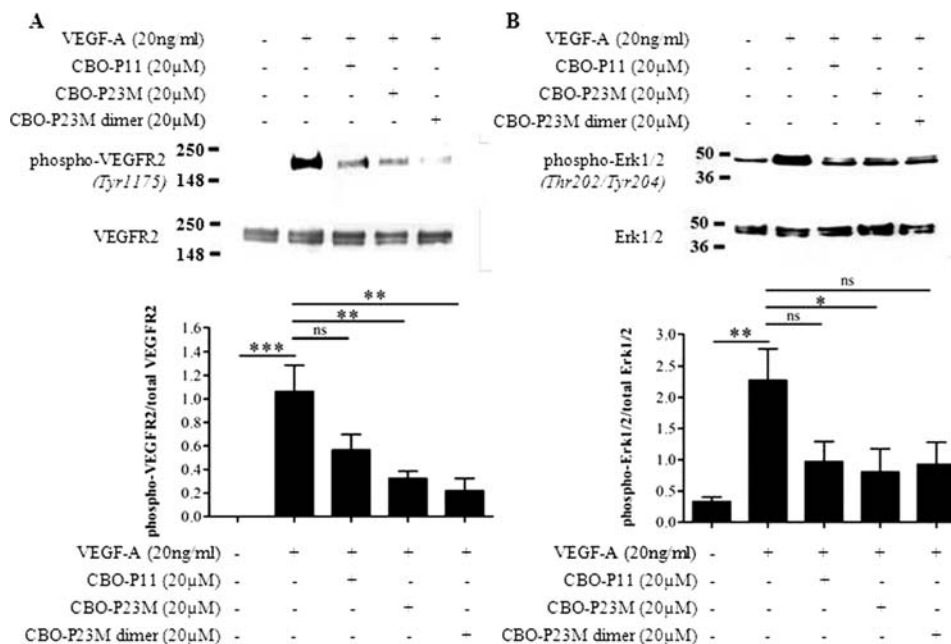 A
VEGF-A (20ng/ml) - + + + +
CBO-P11 (20µM) - - + - -
CBO-P23M (20µM) - - - + -
CBO-P23M dimer (20µM) - - - - +
phospho-VEGFR2
(Tyr1175)
250
148
VEGFR2
250
148
**
**
ns
***
phospho-VEGFR2/total VEGFR2
1.6
1.4
1.2
1.0
0.8
0.6
0.4
0.2
0.0
VEGF-A (20ng/ml) - + + + +
CBO-P11 (20µM) - - + - -
CBO-P23M (20µM) - - - + -
CBO-P23M dimer (20µM) - - - - +
B
VEGF-A (20ng/ml) - + + + +
CBO-P11 (20µM) - - + - -
CBO-P23M (20µM) - - - + -
CBO-P23M dimer (20µM) - - - - +
phospho-Erk1/2
(Thr202/Tyr204)
50
36
Erk1/2
50
36
ns
*
ns
**
phospho-Erk1/2/total Erk1/2
3.0
2.5
2.0
1.5
1.0
0.5
0.0
VEGF-A (20ng/ml) - + + + +
CBO-P11 (20µM) - - + - -
CBO-P23M (20µM) - - - + -
CBO-P23M dimer (20µM) - - - - +